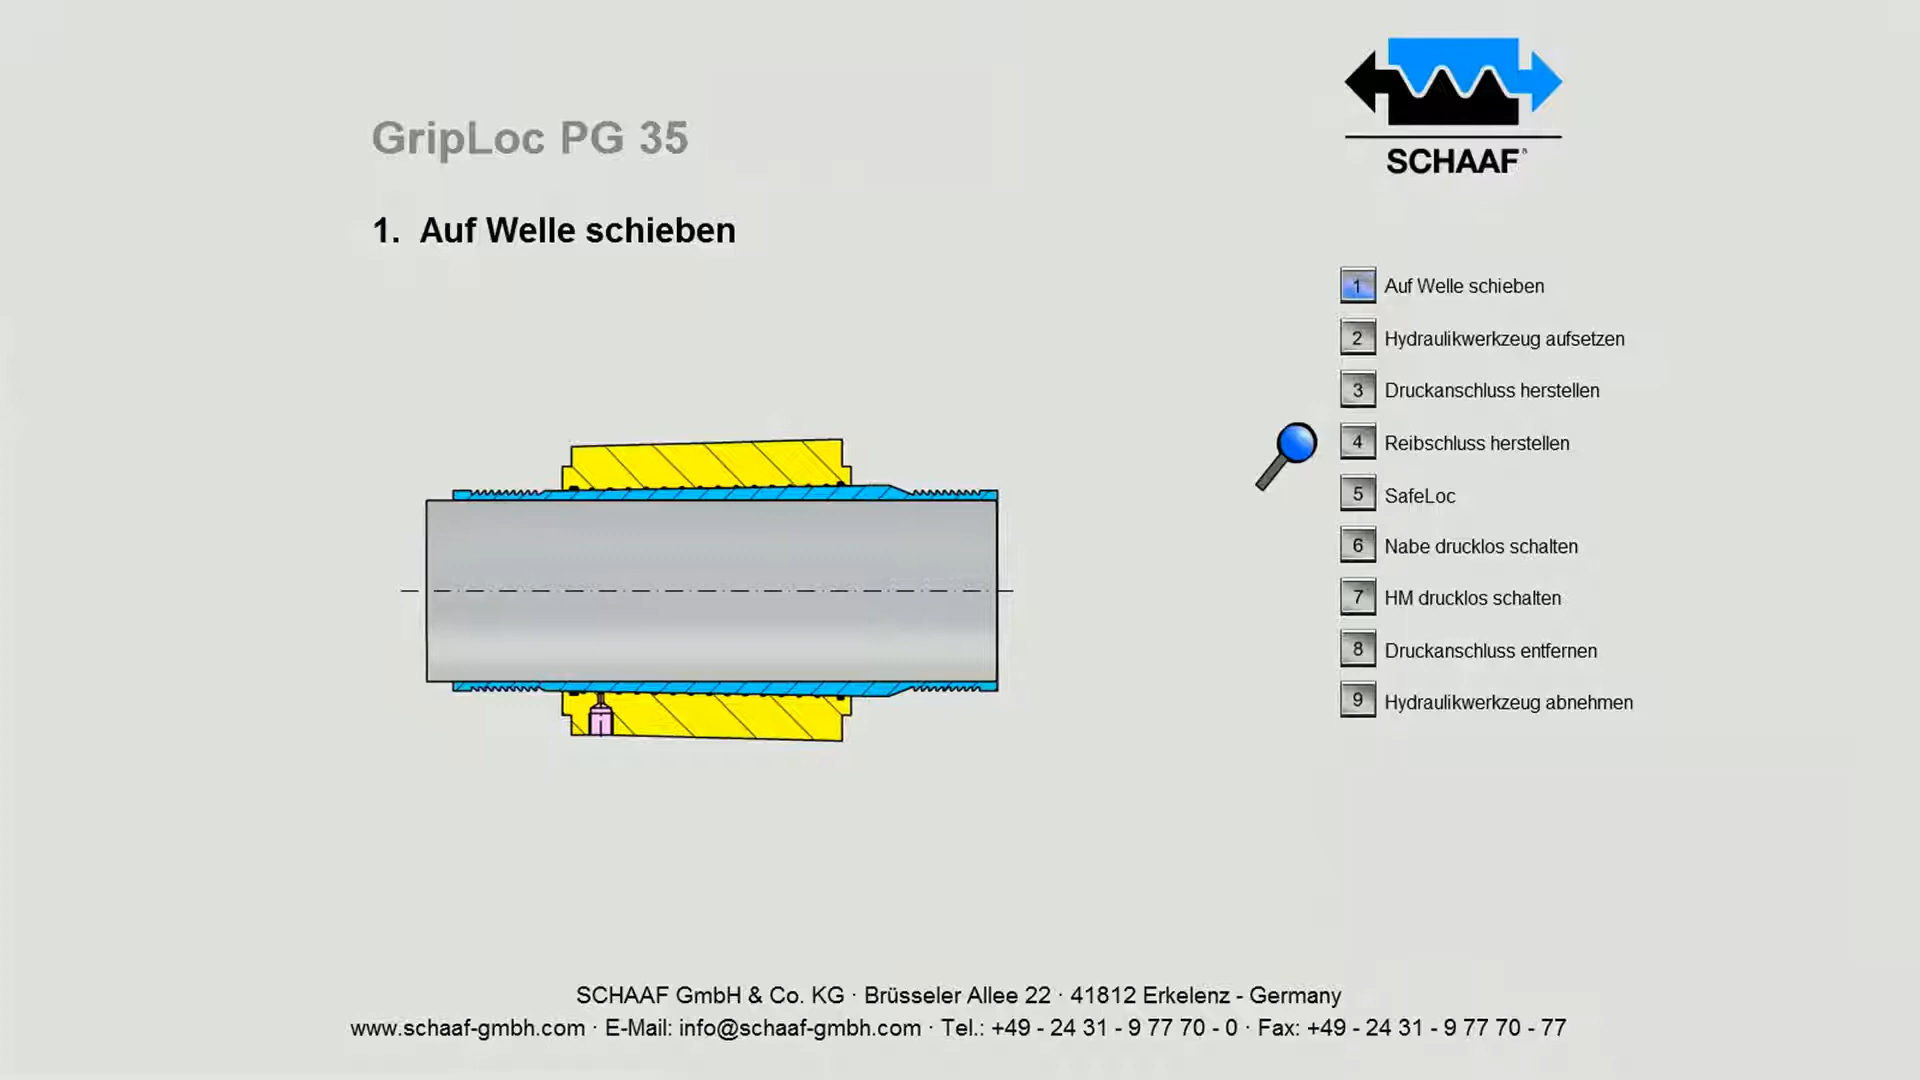 SCHAAF®
GripLoc PG 35
1. Auf Welle schieben
1 Auf Welle schieben
2 Hydraulikwerkzeug aufsetzen
3 Druckanschluss herstellen
4 Reibschluss herstellen
5 SafeLoc
6 Nabe drucklos schalten
7 HM drucklos schalten
8 Druckanschluss entfernen
9 Hydraulikwerkzeug abnehmen
SCHAAF GmbH & Co. KG · Brüsseler Allee 22 · 41812 Erkelenz - Germany
www.schaaf-gmbh.com · E-Mail: info@schaaf-gmbh.com · Tel.: +49 - 24 31 - 9 77 70 - 0 · Fax: +49 - 24 31 - 9 77 70 - 77